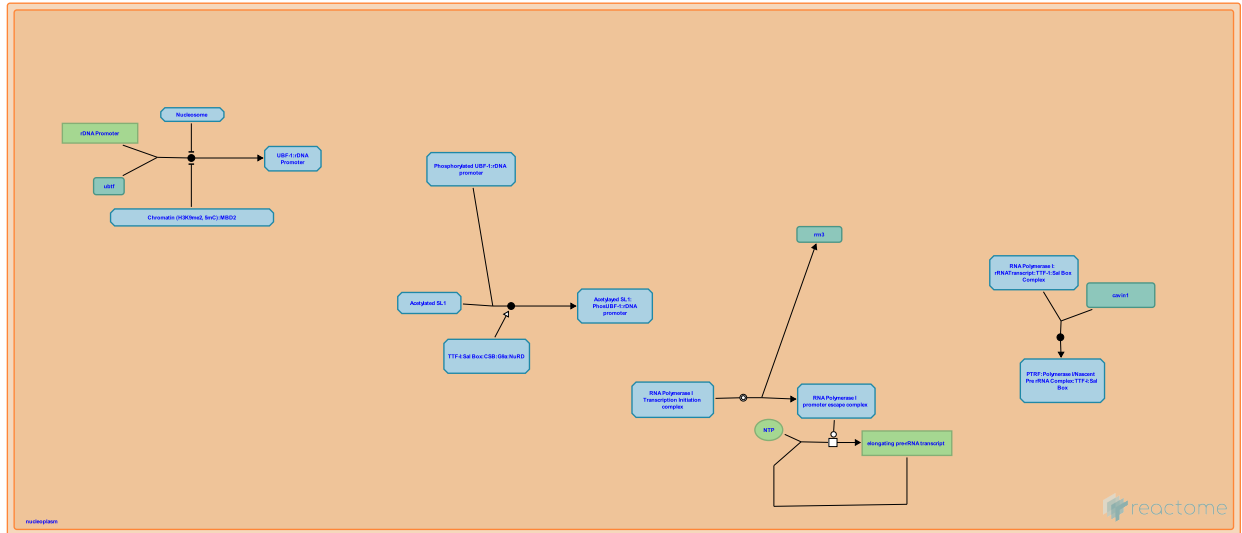 Nucleosome
rDNA Promoter
UBF-1:rDNA
Promoter
ubtf
Chromatin (H3K9me2, 5mC):MBD2
Phosphorylated UBF-1:rDNA
promoter
Acetylated SL1
Acetylayed SL1:
PhosUBF-1:rDNA
promoter
TTF-I:Sal Box:CSB:G9a:NuRD
rrn3
RNA Polymerase I
Transcription Initiation
complex
RNA Polymerase I
promoter escape complex
NTP
elongating pre-rRNA transcript
RNA Polymerase I:
rRNA Transcript:TTF-1:Sal Box
Complex
cavin1
PTRF:Polymerase I/Nascent
Pre rRNA Complex:TTF-I:Sal
Box
nucleoplasm
reactome